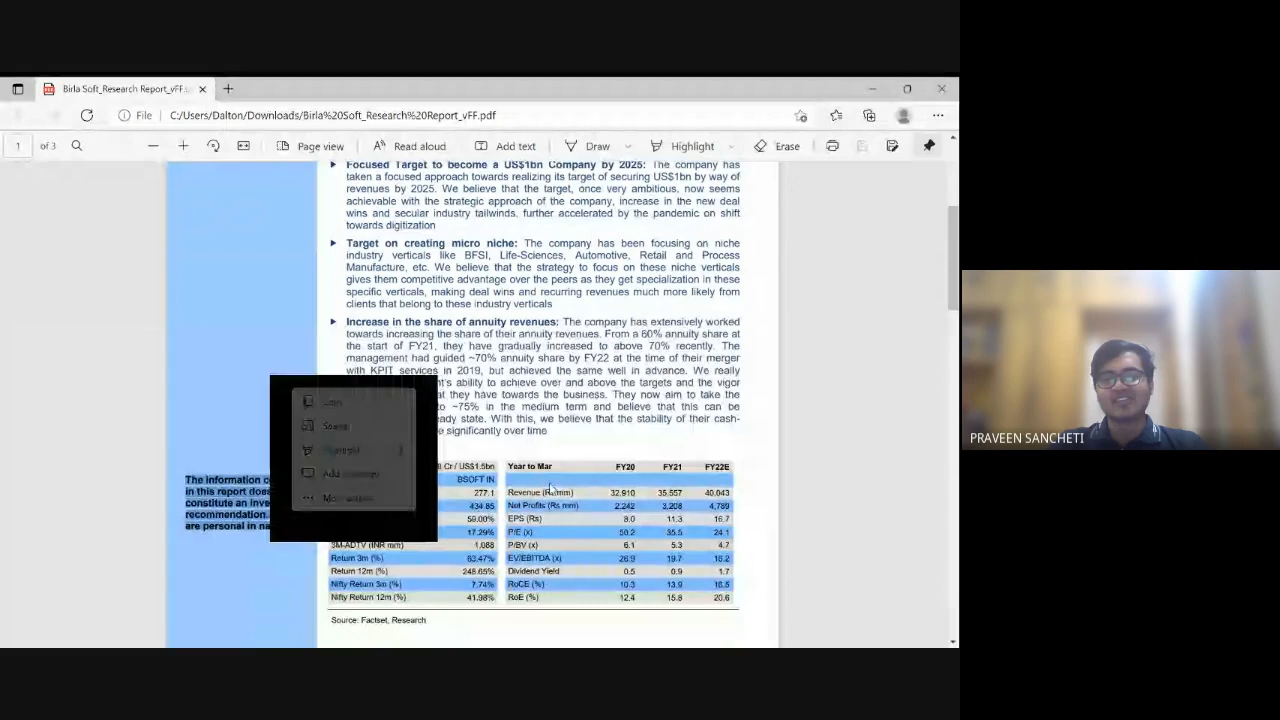 Birla Soft_Research Report_vFF.
File
C:/Users/Dalton/Downloads/Birla%20Soft_Research%20Report_vFF.pdf
1 of 3
Page view
Read aloud
Add text
Draw
Highlight
Erase
Focused Target to become a US$1bn Company by 2025: The company has
taken a focused approach towards realizing its target of securing US$1bn by way of
revenues by 2025. We believe that the target, once very ambitious, now seems
achievable with the strategic approach of the company, increase in the new deal
wins and secular industry tailwinds, further accelerated by the pandemic on shift
towards digitization
Target on creating micro niche: The company has been focusing on niche
industry verticals like BFSI, Life-Sciences, Automotive, Retail and Process
Manufacture, etc. We believe that the strategy to focus on these niche verticals
gives them competitive advantage over the peers as they get specialization in these
specific verticals, making deal wins and recurring revenues much more likely from
clients that belong to these industry verticals
Increase in the share of annuity revenues: The company has extensively worked
towards increasing the share of their annuity revenues. From a 60% annuity share at
the start of FY21, they have gradually increased to above 70% recently. The
management had guided ~70% annuity share by FY22 at the time of their merger
with KPIT services in 2019, but achieved the same well in advance. We really
ability to achieve over and above the targets and the vigor
they have towards the business. They now aim to take the
to ~75% in the medium term and believe that this can be
state. With this, we believe that the stability of their cash-
significantly over time
The information
in this report
constitute an
recommendation.
are personal in
Cr / US$1.5bn
BSOFT IN
277.1
434.85
59.00%
17.29%
3M-ADTV (INR mm) 1,088
Return 3m (%) 63.47%
Return 12m (%) 248.65%
Nifty Return 3m (%) 7.74%
Nifty Return 12m (%) 41.98%
Year to Mar FY20 FY21 FY22E
Revenue (Rs mm) 32,910 35,557 40,043
Net Profits (Rs mm) 2,242 3,208 4,789
EPS (Rs) 8.0 11.3 16.7
P/E (x) 50.2 35.5 24.1
P/BV (x) 6.1 5.3 4.7
EV/EBITDA (x) 26.9 19.7 16.2
Dividend Yield 0.5 0.9 1.7
RoCE (%) 10.3 13.9 18.5
RoE (%) 12.4 15.8 20.6
Source: Factset, Research
PRAVEEN SANCHETI